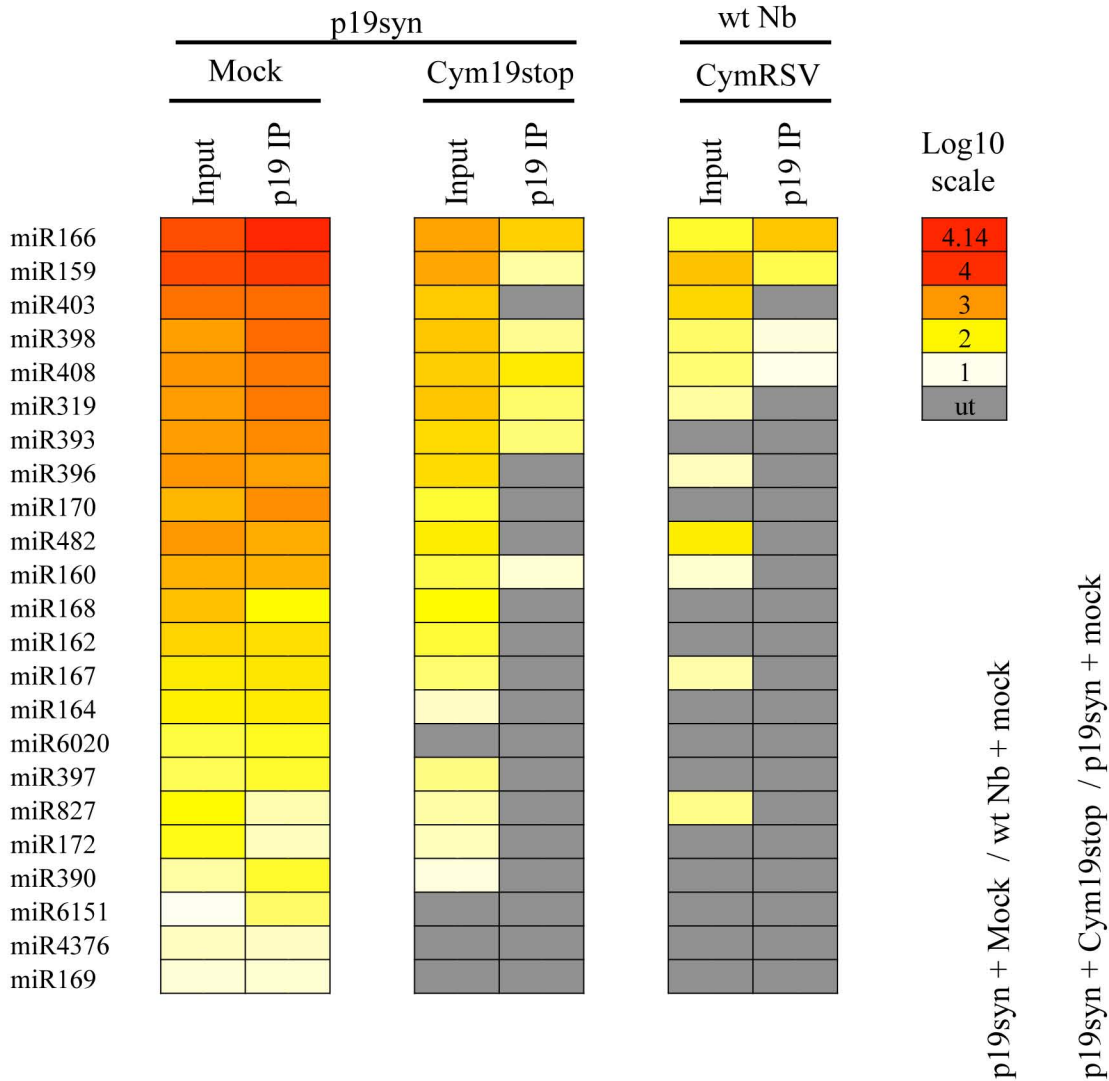 p19syn
wt Nb
Mock
Cym19stop
CymRSV
Input
p19 IP
Input
p19 IP
Input
p19 IP
Log10
scale
miR166
miR159
miR403
miR398
miR408
miR319
miR393
miR396
miR170
miR482
miR160
miR168
miR162
miR167
miR164
miR6020
miR397
miR827
miR172
miR390
miR6151
miR4376
miR169
4.14
4
3
2
1
ut
p19syn + Mock / wt Nb + mock
p19syn + Cym19stop / p19syn + mock